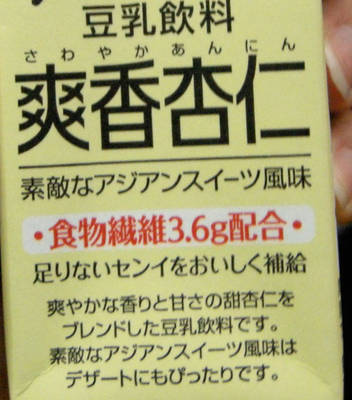 豆乳飲料
さわやかあんにん
爽香杏仁
素敵なアジアンスイーツ風味
・食物繊維3.6g配合・
足りないセンイをおいしく補給
爽やかな香りと甘さの甜杏仁を
ブレンドした豆乳飲料です。
素敵なアジアンスイーツ風味は
デザートにもぴったりです。